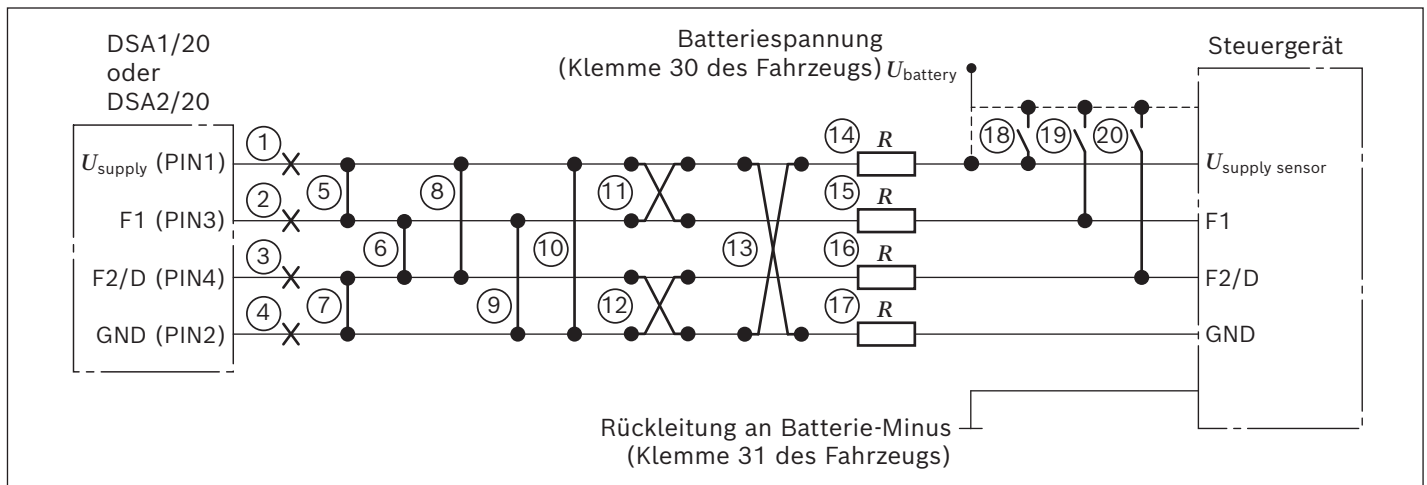 DSA1/20
oder
DSA2/20
Batteriespannung
(Klemme 30 des Fahrzeugs) Ubattery
Steuergerät
1
14 R
18 19 20
Usupply (PIN1)
5
8
11
Usupply sensor
2
15 R
F1 (PIN3)
F1
6
10
13
3
16 R
F2/D (PIN4)
F2/D
7
9
12
4
17 R
GND (PIN2)
GND
Rückleitung an Batterie-Minus
(Klemme 31 des Fahrzeugs)